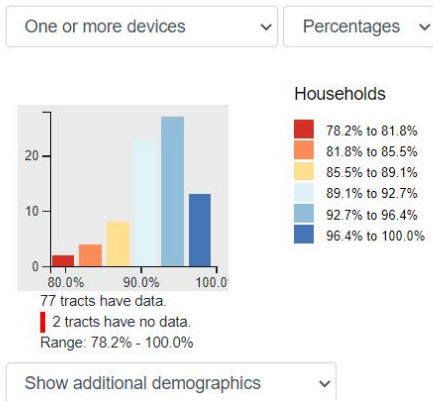 One or more devices
Percentages
Households
78.2% to 81.8%
81.8% to 85.5%
85.5% to 89.1%
89.1% to 92.7%
92.7% to 96.4%
96.4% to 100.0%
20
10
0
80.0% 90.0% 100.0
77 tracts have data.
2 tracts have no data.
Range: 78.2% - 100.0%
Show additional demographics